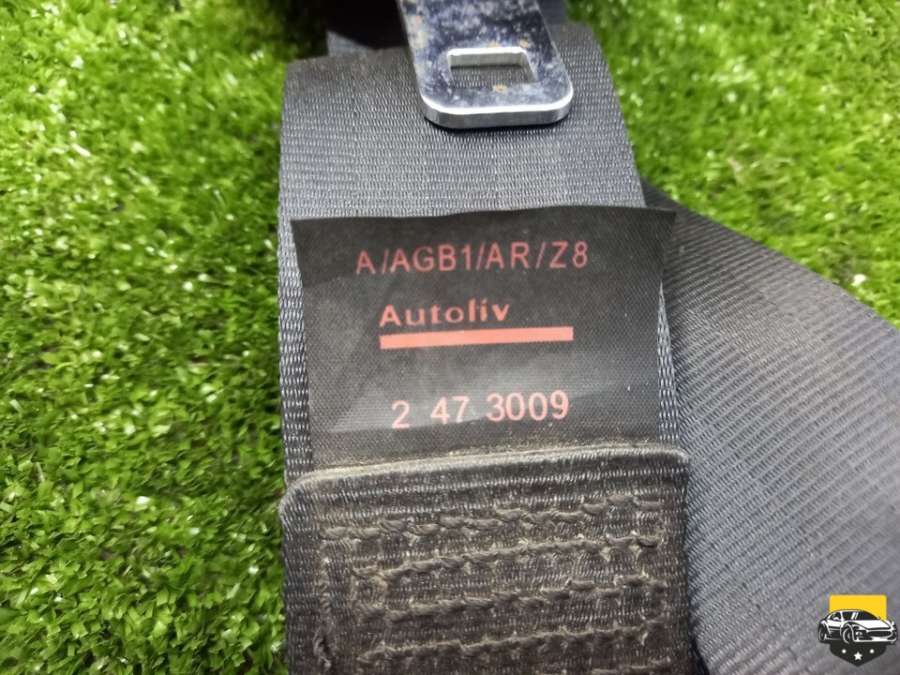 A/AGB1/AR/Z8
Autoliv
2 47 3009